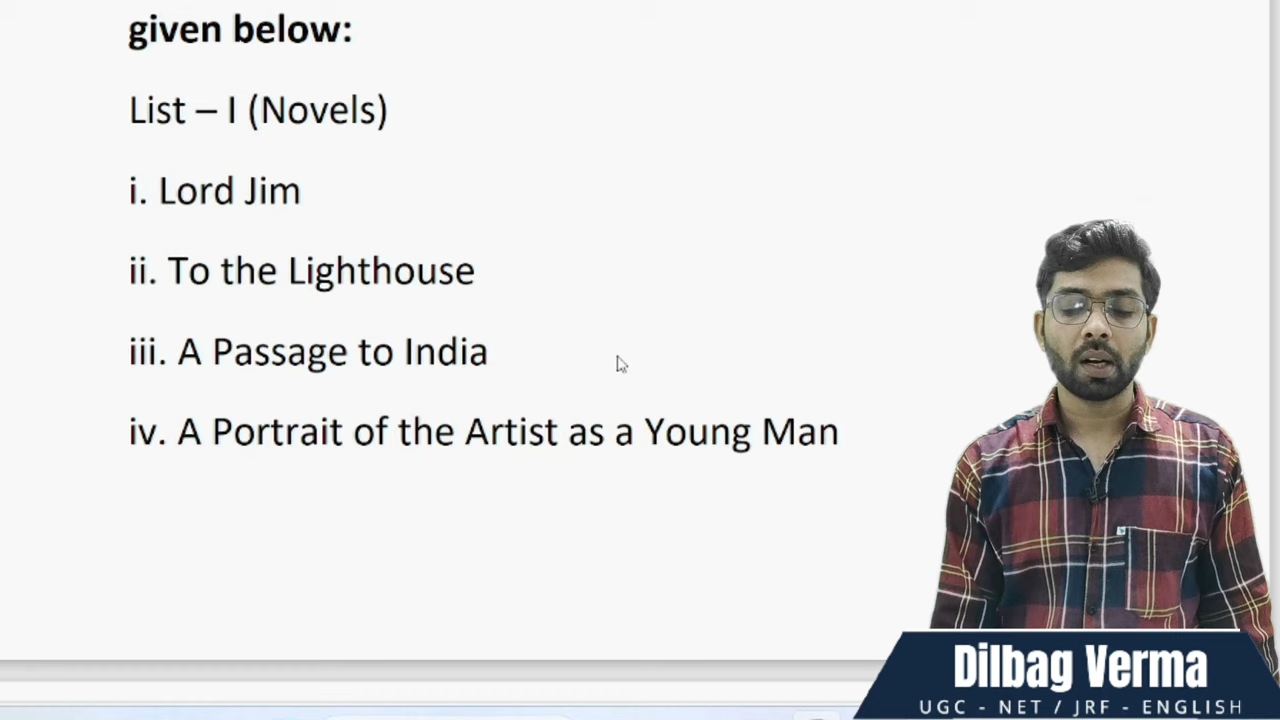 given below:
List – I (Novels)
i. Lord Jim
ii. To the Lighthouse
iii. A Passage to India
iv. A Portrait of the Artist as a Young Man
Dilbag Verma
UGC - NET / JRF - ENGLISH